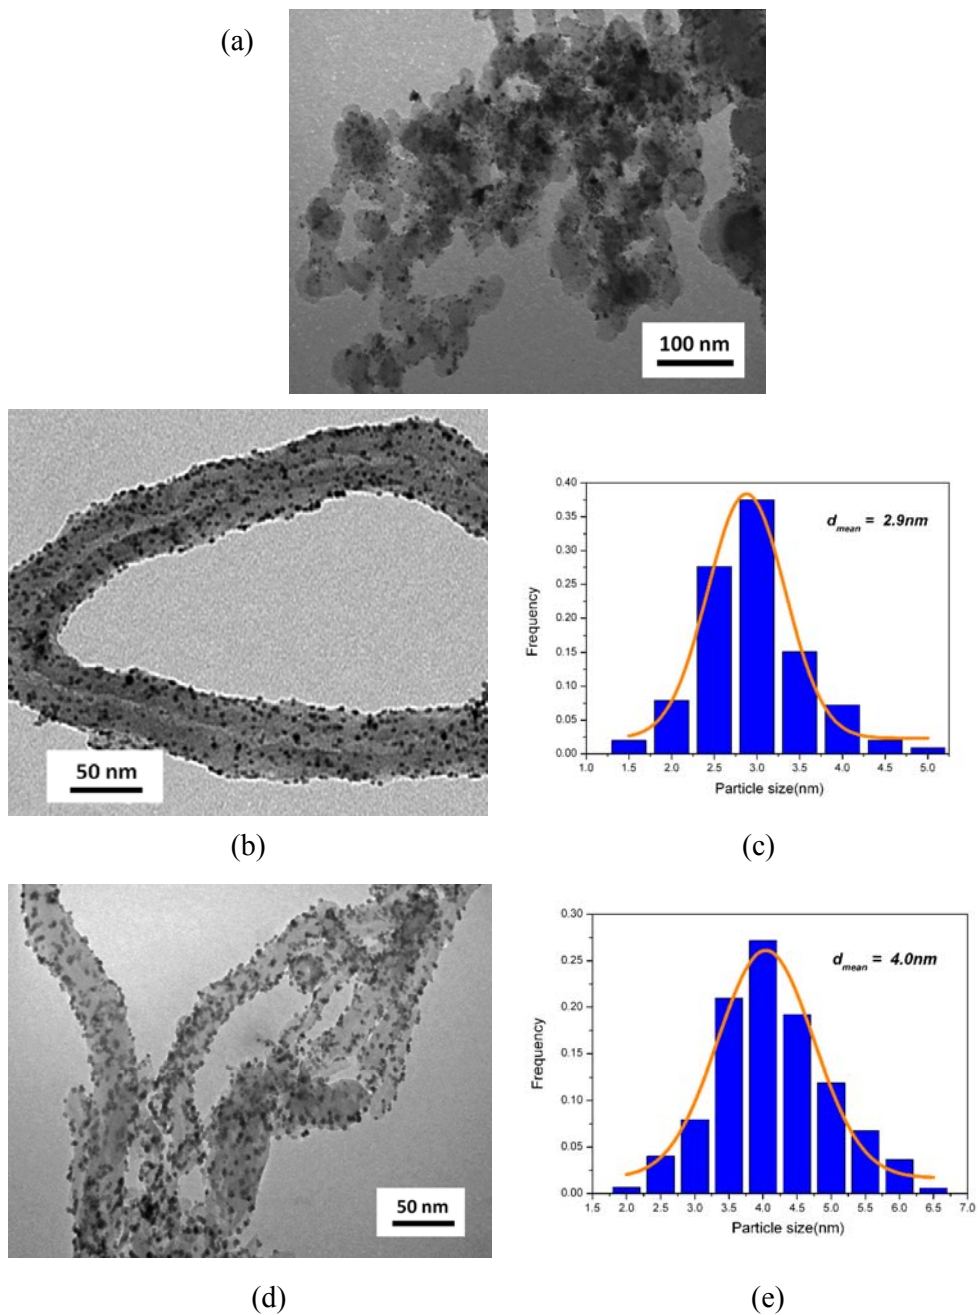 (a)
100 nm
50 nm
(b)
0.40
0.35
0.30
0.25
0.20
0.15
0.10
0.05
0.00
Frequency
d_mean = 2.9nm
1.0 1.5 2.0 2.5 3.0 3.5 4.0 4.5 5.0
Particle size(nm)
(c)
50 nm
(d)
0.30
0.25
0.20
0.15
0.10
0.05
0.00
Frequency
d_mean = 4.0nm
1.5 2.0 2.5 3.0 3.5 4.0 4.5 5.0 5.5 6.0 6.5 7.0
Particle size(nm)
(e)